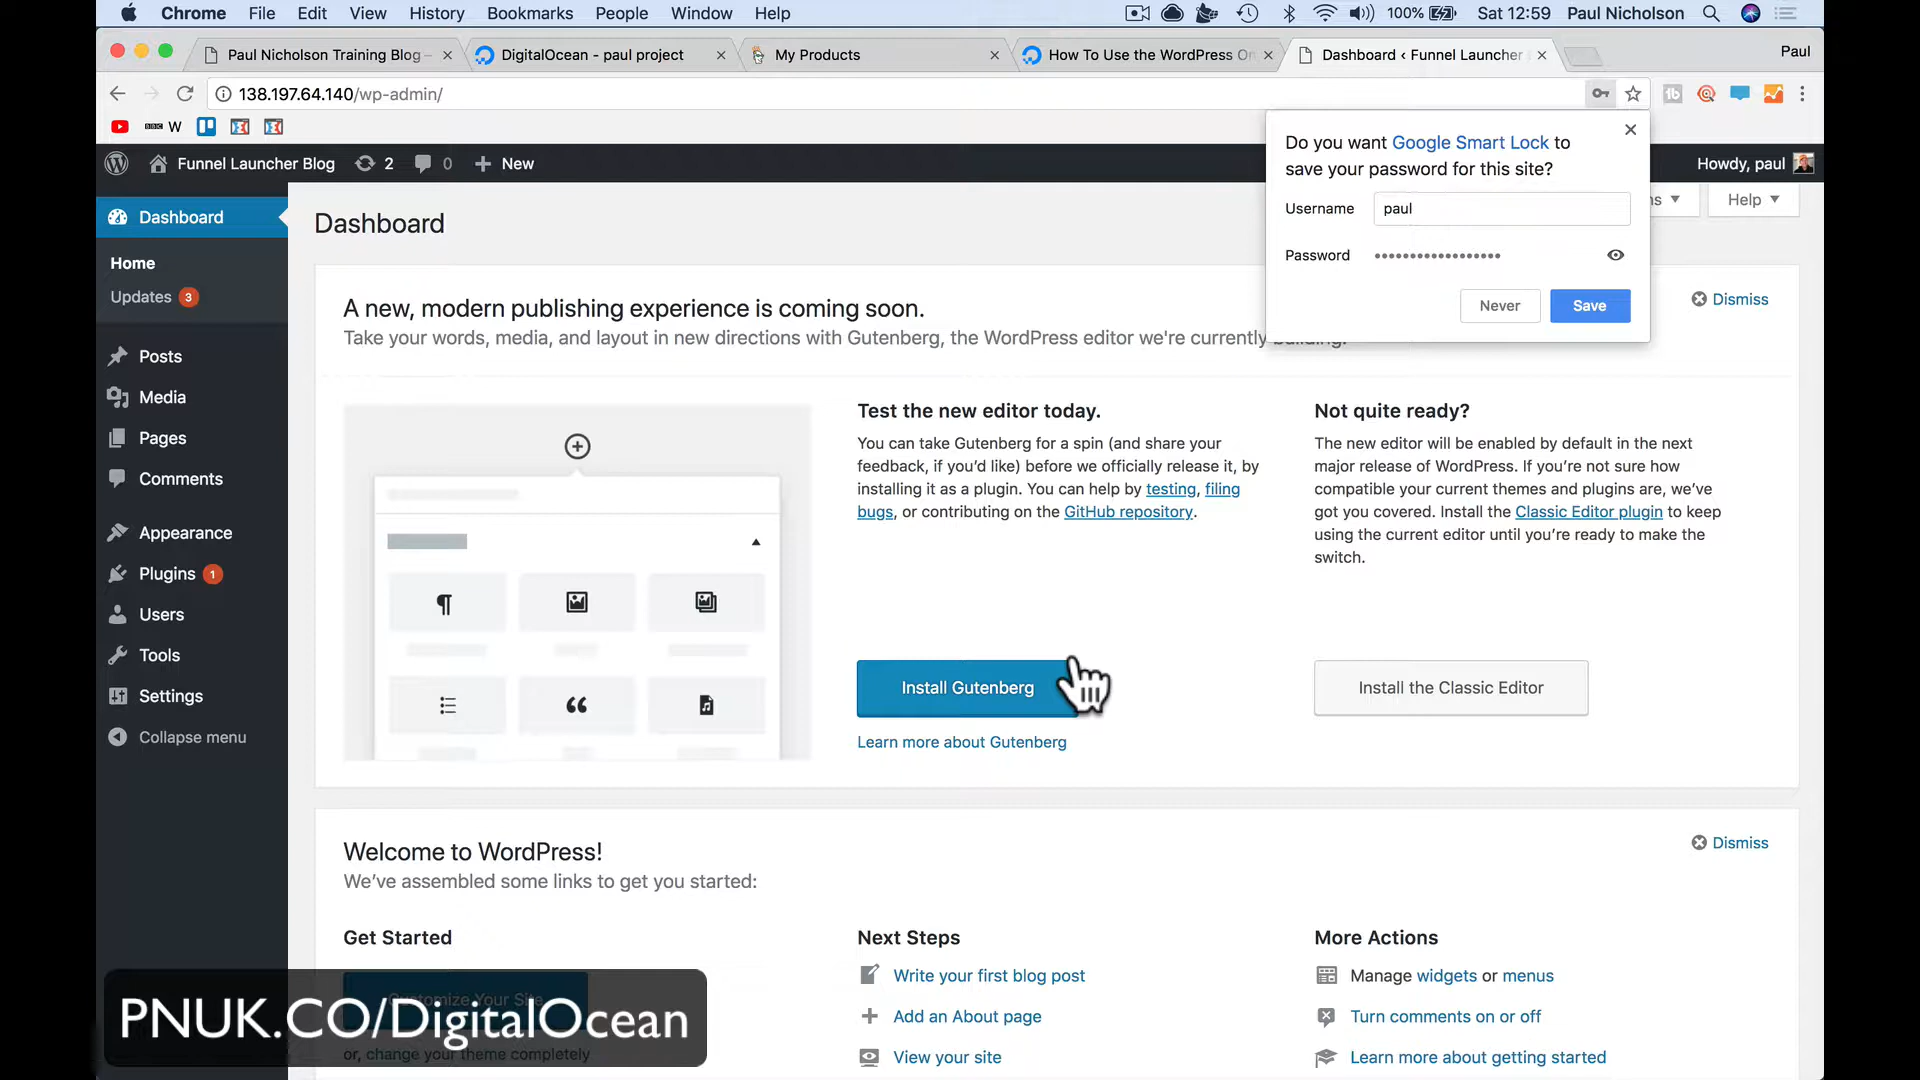 Chrome File Edit View History Bookmarks People Window Help 100% Sat 12:59 Paul Nicholson
Paul Nicholson Training Blog – DigitalOcean - paul project My Products How To Use the WordPress On Dashboard ‹ Funnel Launcher Paul
138.197.64.140/wp-admin/
BBC W
Funnel Launcher Blog 2 0 + New Howdy, paul
Do you want Google Smart Lock to
save your password for this site?
Username paul
Password ••••••••••••••••••
Never Save
Help
Dashboard
Home
Updates 3
Posts
Media
Pages
Comments
Appearance
Plugins 1
Users
Tools
Settings
Collapse menu
Dashboard
A new, modern publishing experience is coming soon.
Dismiss
Take your words, media, and layout in new directions with Gutenberg, the WordPress editor we're currently building.
Test the new editor today.
You can take Gutenberg for a spin (and share your
feedback, if you'd like) before we officially release it, by
installing it as a plugin. You can help by testing, filing
bugs, or contributing on the GitHub repository.
Install Gutenberg
Learn more about Gutenberg
Not quite ready?
The new editor will be enabled by default in the next
major release of WordPress. If you're not sure how
compatible your current themes and plugins are, we've
got you covered. Install the Classic Editor plugin to keep
using the current editor until you're ready to make the
switch.
Install the Classic Editor
Welcome to WordPress!
Dismiss
We've assembled some links to get you started:
Get Started
Customize Your Site
or, change your theme completely
Next Steps
Write your first blog post
Add an About page
View your site
More Actions
Manage widgets or menus
Turn comments on or off
Learn more about getting started
PNUK.CO/DigitalOcean